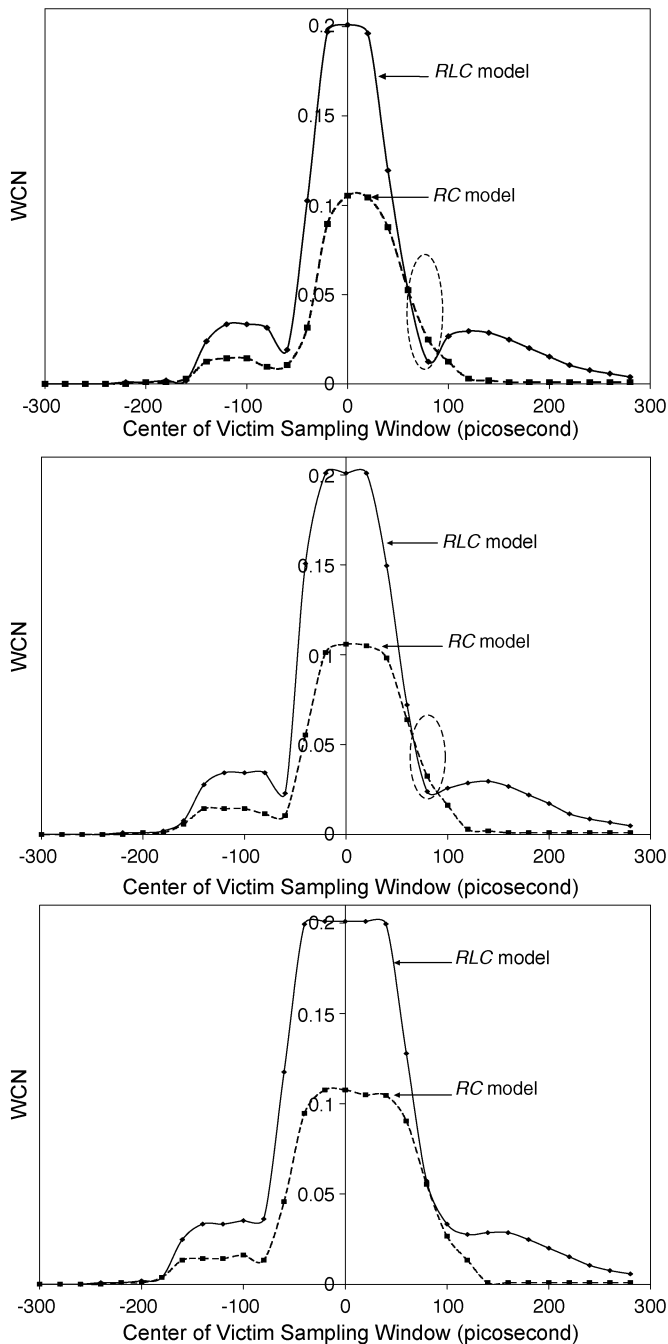 0.2
RLC model
0.15
WCN
RC model
0.1
0.05
0
-300 -200 -100 0 100 200 300
Center of Victim Sampling Window (picosecond)
0.2
RLC model
0.15
WCN
RC model
0.1
0.05
0
-300 -200 -100 0 100 200 300
Center of Victim Sampling Window (picosecond)
0.2
RLC model
0.15
WCN
RC model
0.1
0.05
0
-300 -200 -100 0 100 200 300
Center of Victim Sampling Window (picosecond)